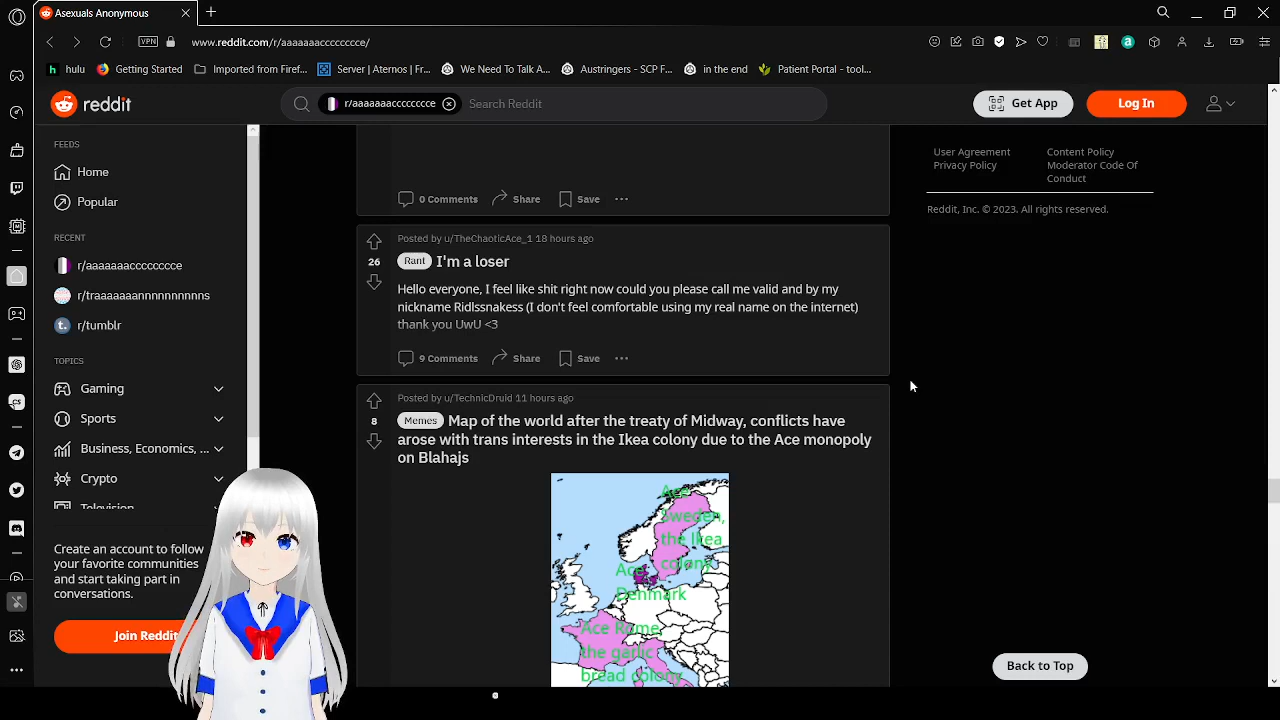 Asexuals Anonymous
VPN
www.reddit.com/r/aaaaaaacccccccce/
hulu
Getting Started
Imported from Firef...
Server | Aternos | Fr...
We Need To Talk A...
Austringers - SCP F...
in the end
Patient Portal - tool...
reddit
r/aaaaaaacccccccce
Search Reddit
Get App
Log In
FEEDS
Home
Popular
RECENT
r/aaaaaaacccccccce
r/traaaaaaannnnnnnnnns
r/tumblr
TOPICS
Gaming
Sports
Business, Economics, ...
Crypto
Television
Create an account to follow
your favorite communities
and start taking part in
conversations.
Join Reddit
0 Comments
Share
Save
Posted by u/TheChaoticAce_1 18 hours ago
26
Rant I'm a loser
Hello everyone, I feel like shit right now could you please call me valid and by my
nickname Ridlssnakess (I don't feel comfortable using my real name on the internet)
thank you UwU <3
9 Comments
Share
Save
Posted by u/TechnicDruid 11 hours ago
8
Memes Map of the world after the treaty of Midway, conflicts have
arose with trans interests in the Ikea colony due to the Ace monopoly
on Blahajs
Ace
Sweden,
the Ikea
colony
Ace
Denmark
Ace Rome,
the garlic
bread colony
User Agreement
Privacy Policy
Content Policy
Moderator Code Of
Conduct
Reddit, Inc. © 2023. All rights reserved.
Back to Top